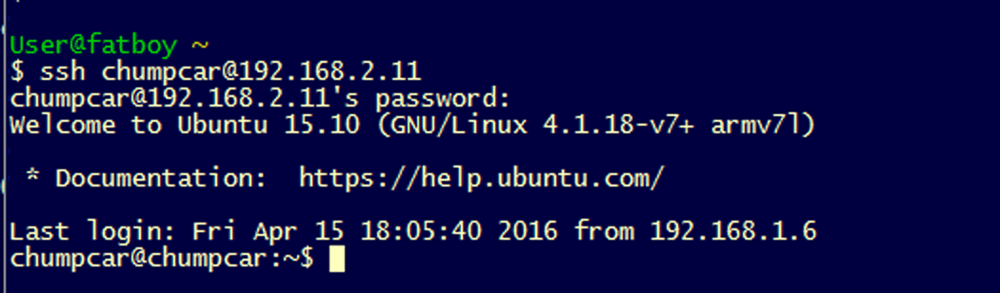 User@fatboy ~
$ ssh chumpcar@192.168.2.11
chumpcar@192.168.2.11's password:
Welcome to Ubuntu 15.10 (GNU/Linux 4.1.18-v7+ armv7l)
* Documentation:  https://help.ubuntu.com/
Last login: Fri Apr 15 18:05:40 2016 from 192.168.1.6
chumpcar@chumpcar:~$